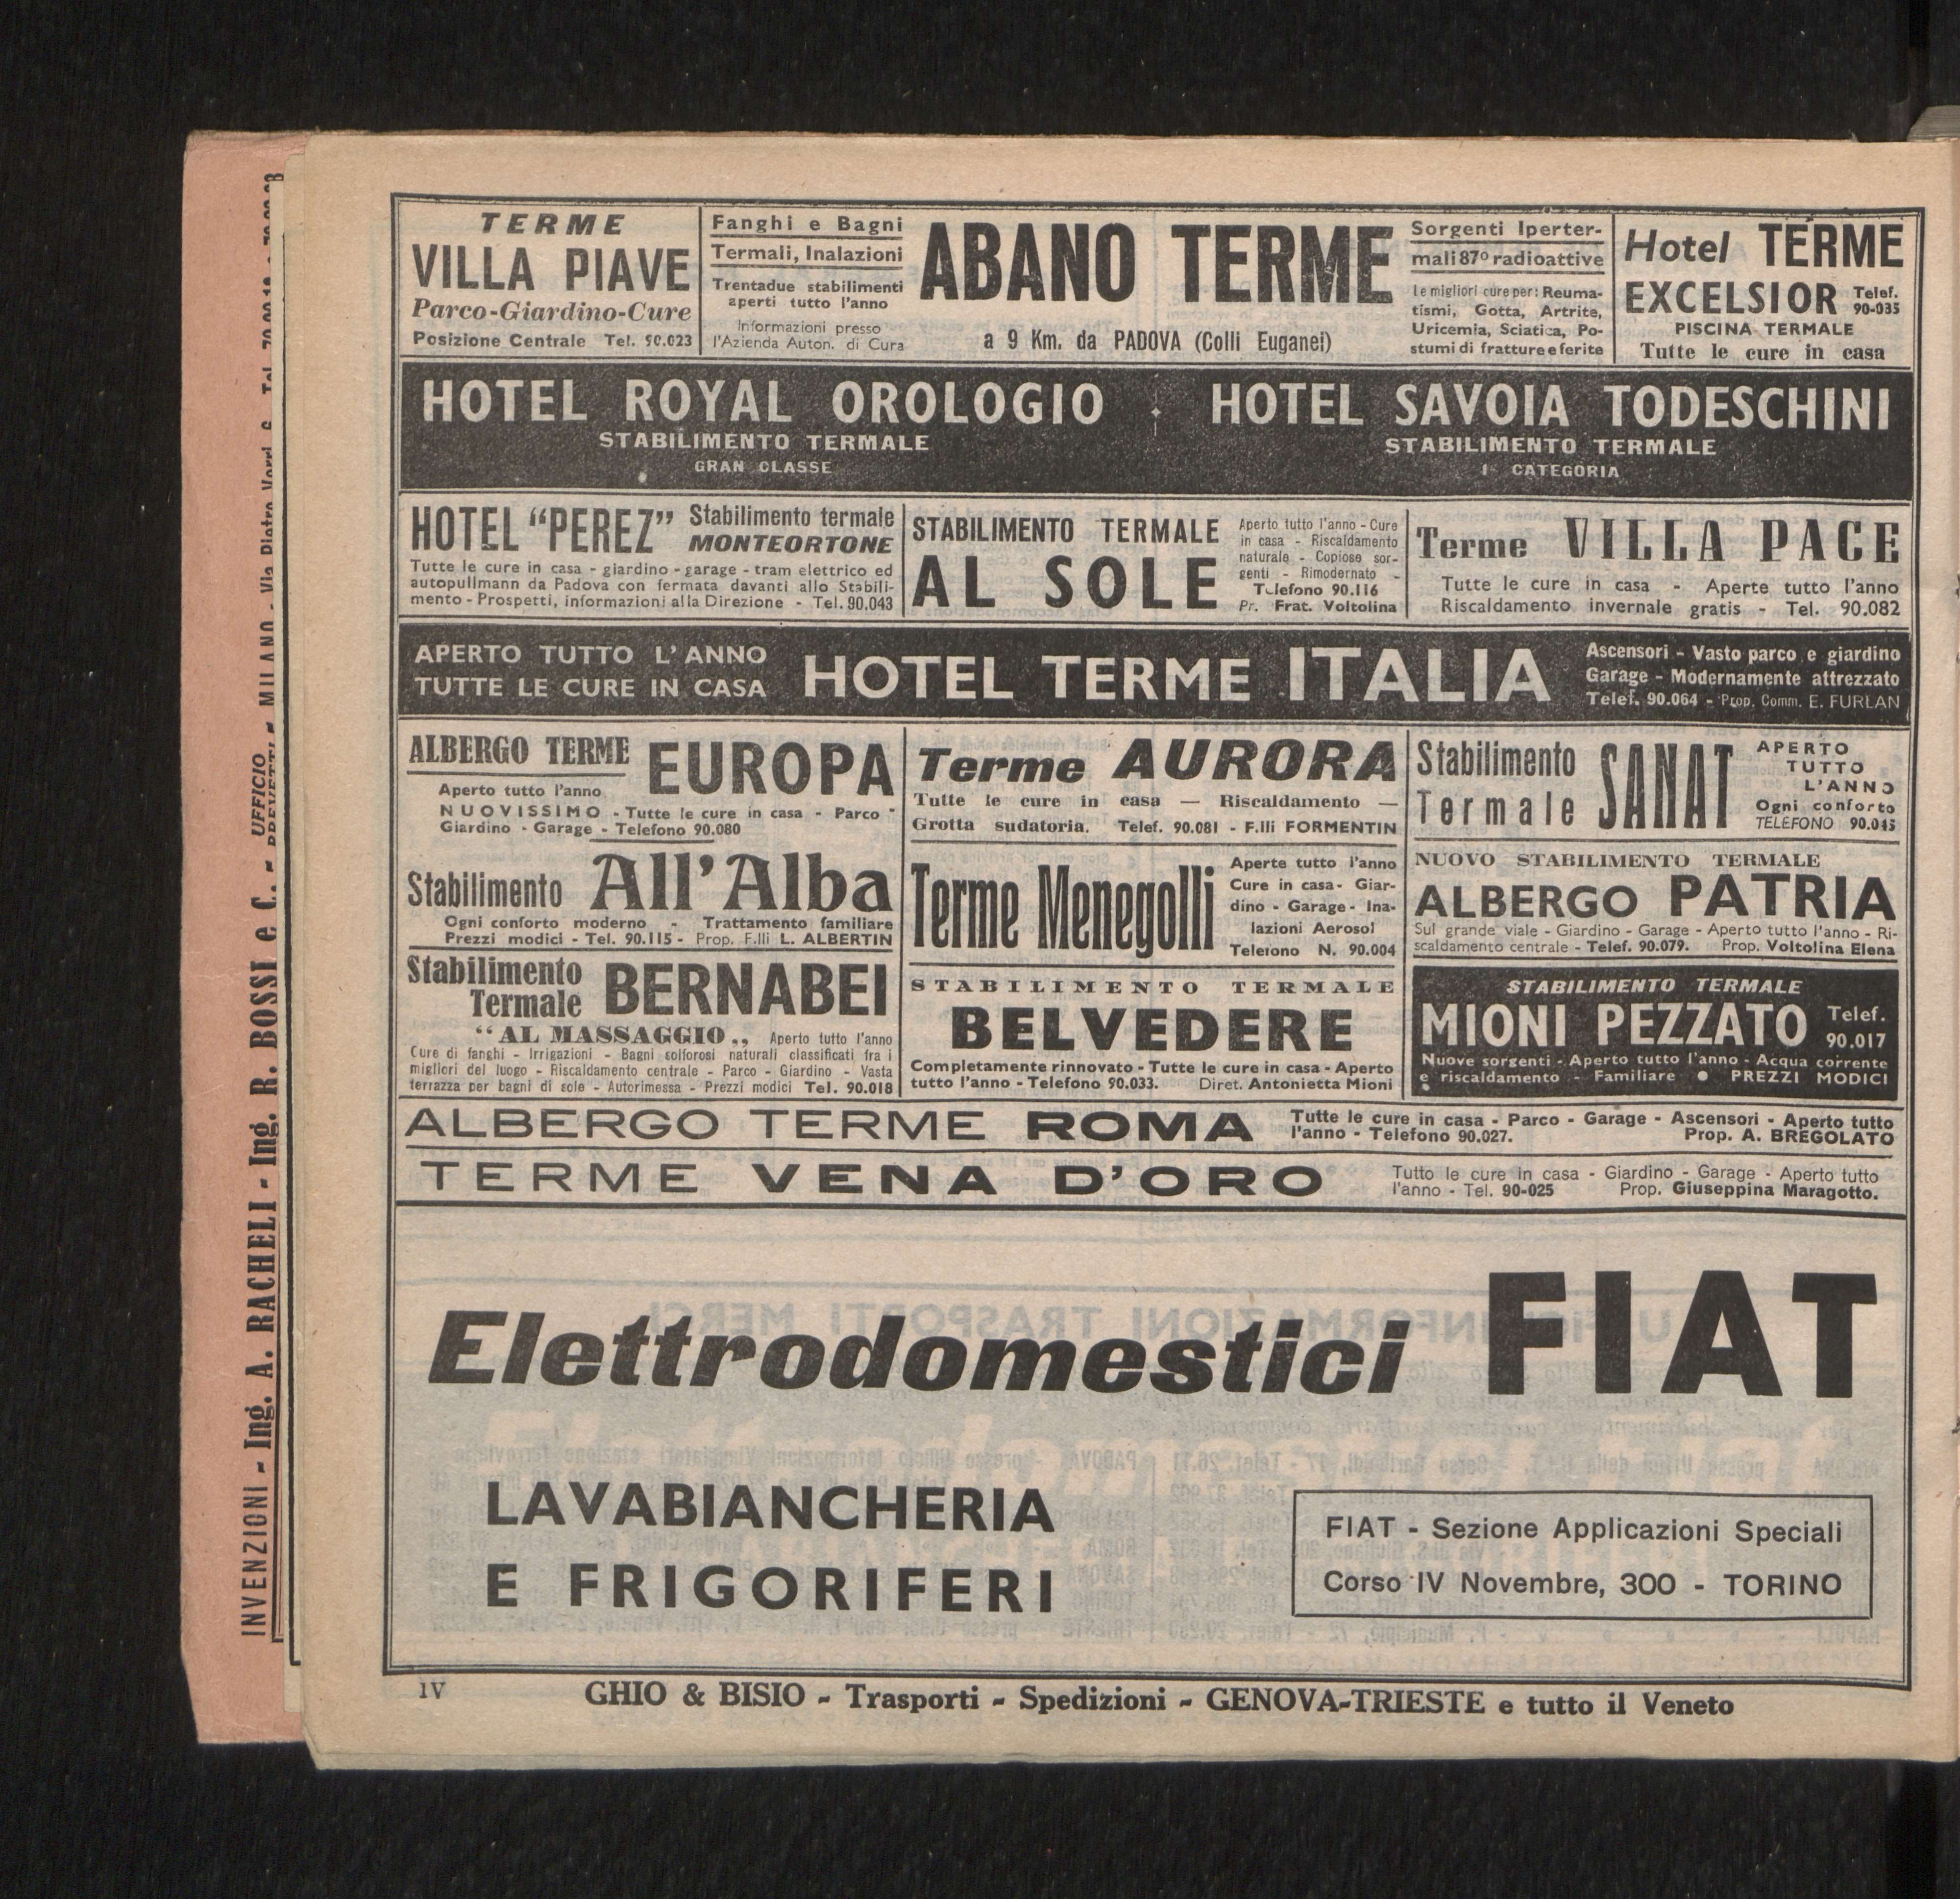 TERME
VILLA PIAVE
Parco-Giardino-Cure
Posizione Centrale Tel. 90.023
Fanghi e Bagni
Termali, Inalazioni
Trentadue stabilimenti
aperti tutto l'anno
Informazioni presso
l'Azienda Auton. di Cura
ABANO TERME
a 9 Km. da PADOVA (Colli Euganei)
Sorgenti Iperter-
mali 87º radioattive
Le migliori cure per: Reuma-
tismi, Gotta, Artrite,
Uricemia, Sciatica, Po-
stumi di fratture e ferite
Hotel TERME
EXCELSIOR Telef.
90-035
PISCINA TERMALE
Tutte le cure in casa
HOTEL ROYAL OROLOGIO
STABILIMENTO TERMALE
GRAN CLASSE
HOTEL SAVOIA TODESCHINI
STABILIMENTO TERMALE
I CATEGORIA
HOTEL "PEREZ" Stabilimento termale
MONTEORTONE
Tutte le cure in casa - giardino - garage - tram elettrico ed
autopullmann da Padova con fermata davanti allo Stabili-
mento - Prospetti, informazioni alla Direzione - Tel. 90.043
STABILIMENTO TERMALE
AL SOLE
Aperto tutto l'anno - Cure
in casa - Riscaldamento
naturale - Copiose sor-
genti - Rimodernato -
Telefono 90.116
Pr. Frat. Voltolina
Terme VILLA PACE
Tutte le cure in casa - Aperte tutto l'anno
Riscaldamento invernale gratis - Tel. 90.082
APERTO TUTTO L'ANNO
TUTTE LE CURE IN CASA
HOTEL TERME ITALIA
Ascensori - Vasto parco e giardino
Garage - Modernamente attrezzato
Telef. 90.064 - Prop. Comm. E. FURLAN
ALBERGO TERME EUROPA
Aperto tutto l'anno
NUOVISSIMO - Tutte le cure in casa - Parco -
Giardino - Garage - Telefono 90.080
Stabilimento All'Alba
Ogni conforto moderno - Trattamento familiare
Prezzi modici - Tel. 90.115 - Prop. F.lli L. ALBERTIN
Stabilimento
Termale BERNABEI
"AL MASSAGGIO„ Aperto tutto l'anno
Cure di fanghi - Irrigazioni - Bagni solforosi naturali classificati fra i
migliori del luogo - Riscaldamento centrale - Parco - Giardino - Vasta
terrazza per bagni di sole - Autorimessa - Prezzi modici Tel. 90.018
Terme AURORA
Tutte le cure in casa — Riscaldamento —
Grotta sudatoria. Telef. 90.081 - F.lli FORMENTIN
Terme Menegolli
Aperte tutto l'anno
Cure in casa - Giar-
dino - Garage - Ina-
lazioni Aerosol
Telefono N. 90.004
STABILIMENTO TERMALE
BELVEDERE
Completamente rinnovato - Tutte le cure in casa - Aperto
tutto l'anno - Telefono 90.033. Diret. Antonietta Mioni
Stabilimento
Termale SANAT
APERTO
TUTTO
L'ANNO
Ogni conforto
TELEFONO 90.045
NUOVO STABILIMENTO TERMALE
ALBERGO PATRIA
Sul grande viale - Giardino - Garage - Aperto tutto l'anno - Ri-
scaldamento centrale - Telef. 90.079. Prop. Voltolina Elena
STABILIMENTO TERMALE
MIONI PEZZATO Telef.
90.017
Nuove sorgenti - Aperto tutto l'anno - Acqua corrente
e riscaldamento - Familiare ● PREZZI MODICI
ALBERGO TERME ROMA
Tutte le cure in casa - Parco - Garage - Ascensori - Aperto tutto
l'anno - Telefono 90.027. Prop. A. BREGOLATO
TERME VENA D'ORO
Tutto le cure in casa - Giardino - Garage - Aperto tutto
l'anno - Tel. 90-025 Prop. Giuseppina Maragotto.
Elettrodomestici FIAT
LAVABIANCHERIA
E FRIGORIFERI
FIAT - Sezione Applicazioni Speciali
Corso IV Novembre, 300 - TORINO
IV
GHIO & BISIO - Trasporti - Spedizioni - GENOVA-TRIESTE e tutto il Veneto
INVENZIONI - Ing. A. RACHELI - Ing. R. BOSSI e C. - UFFICIO